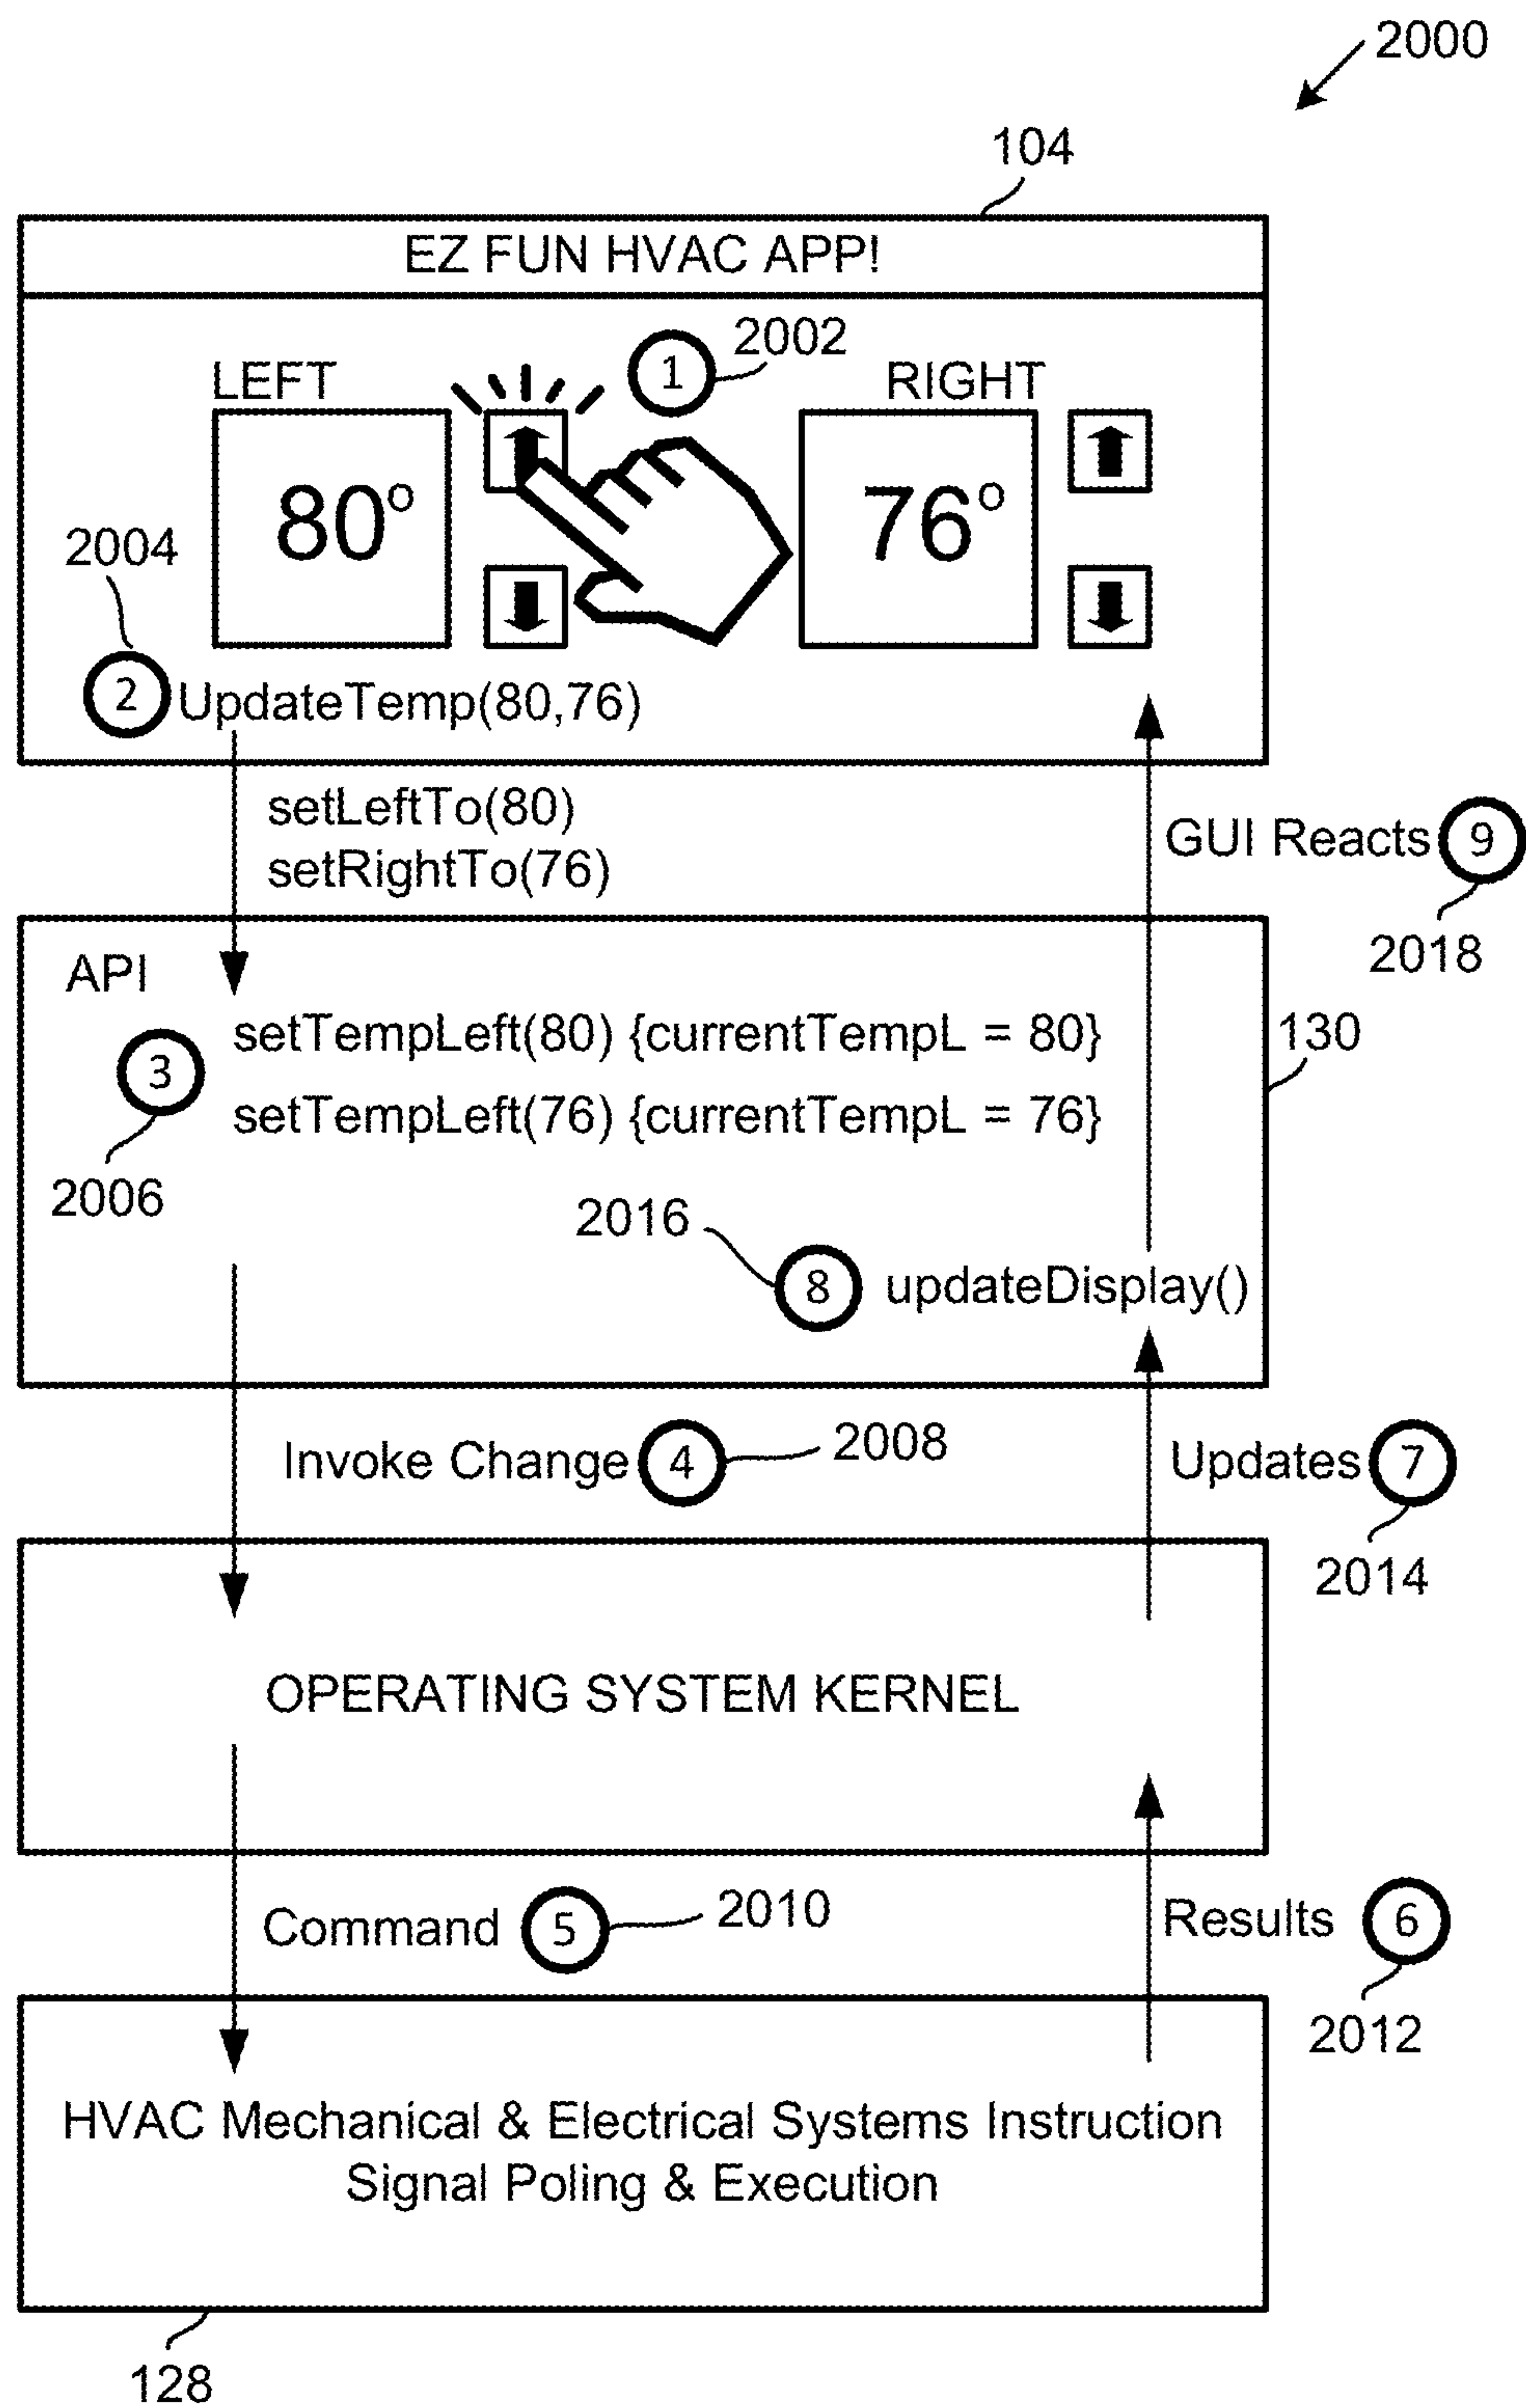 2000
104
EZ FUN HVAC APP!
1 2002
LEFT RIGHT
80° 76°
2004
2 UpdateTemp(80,76)
setLeftTo(80)
setRightTo(76)
GUI Reacts 9
2018
API
130
3 setTempLeft(80) {currentTempL = 80}
setTempLeft(76) {currentTempL = 76}
2006
2016
8 updateDisplay()
Invoke Change 4 2008
Updates 7
2014
OPERATING SYSTEM KERNEL
Command 5 2010
Results 6
2012
HVAC Mechanical & Electrical Systems Instruction
Signal Poling & Execution
128